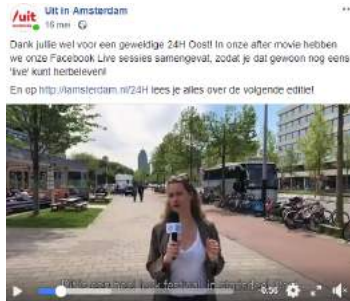 /uit
Uit in Amsterdam
16 mei
Dank jullie wel voor een geweldige 24H Oost! In onze after movie hebben
we onze Facebook Live sessies samengevat, zodat je dat gewoon nog eens
'live' kunt herbeleven!
En op http://iamsterdam.nl/24H lees je alles over de volgende editie!
0:56